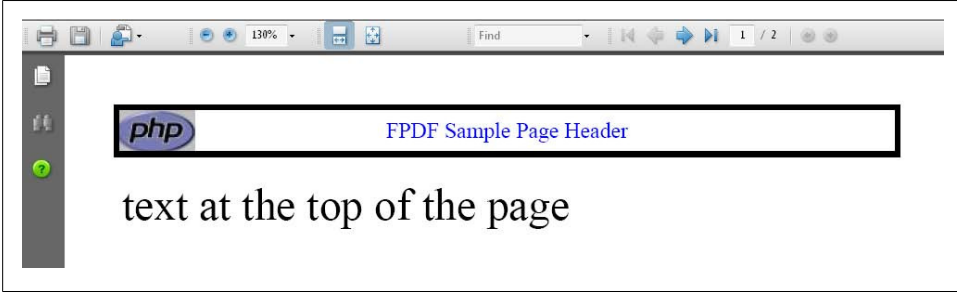 130%
Find
1 / 2
php
FPDF Sample Page Header
?
text at the top of the page